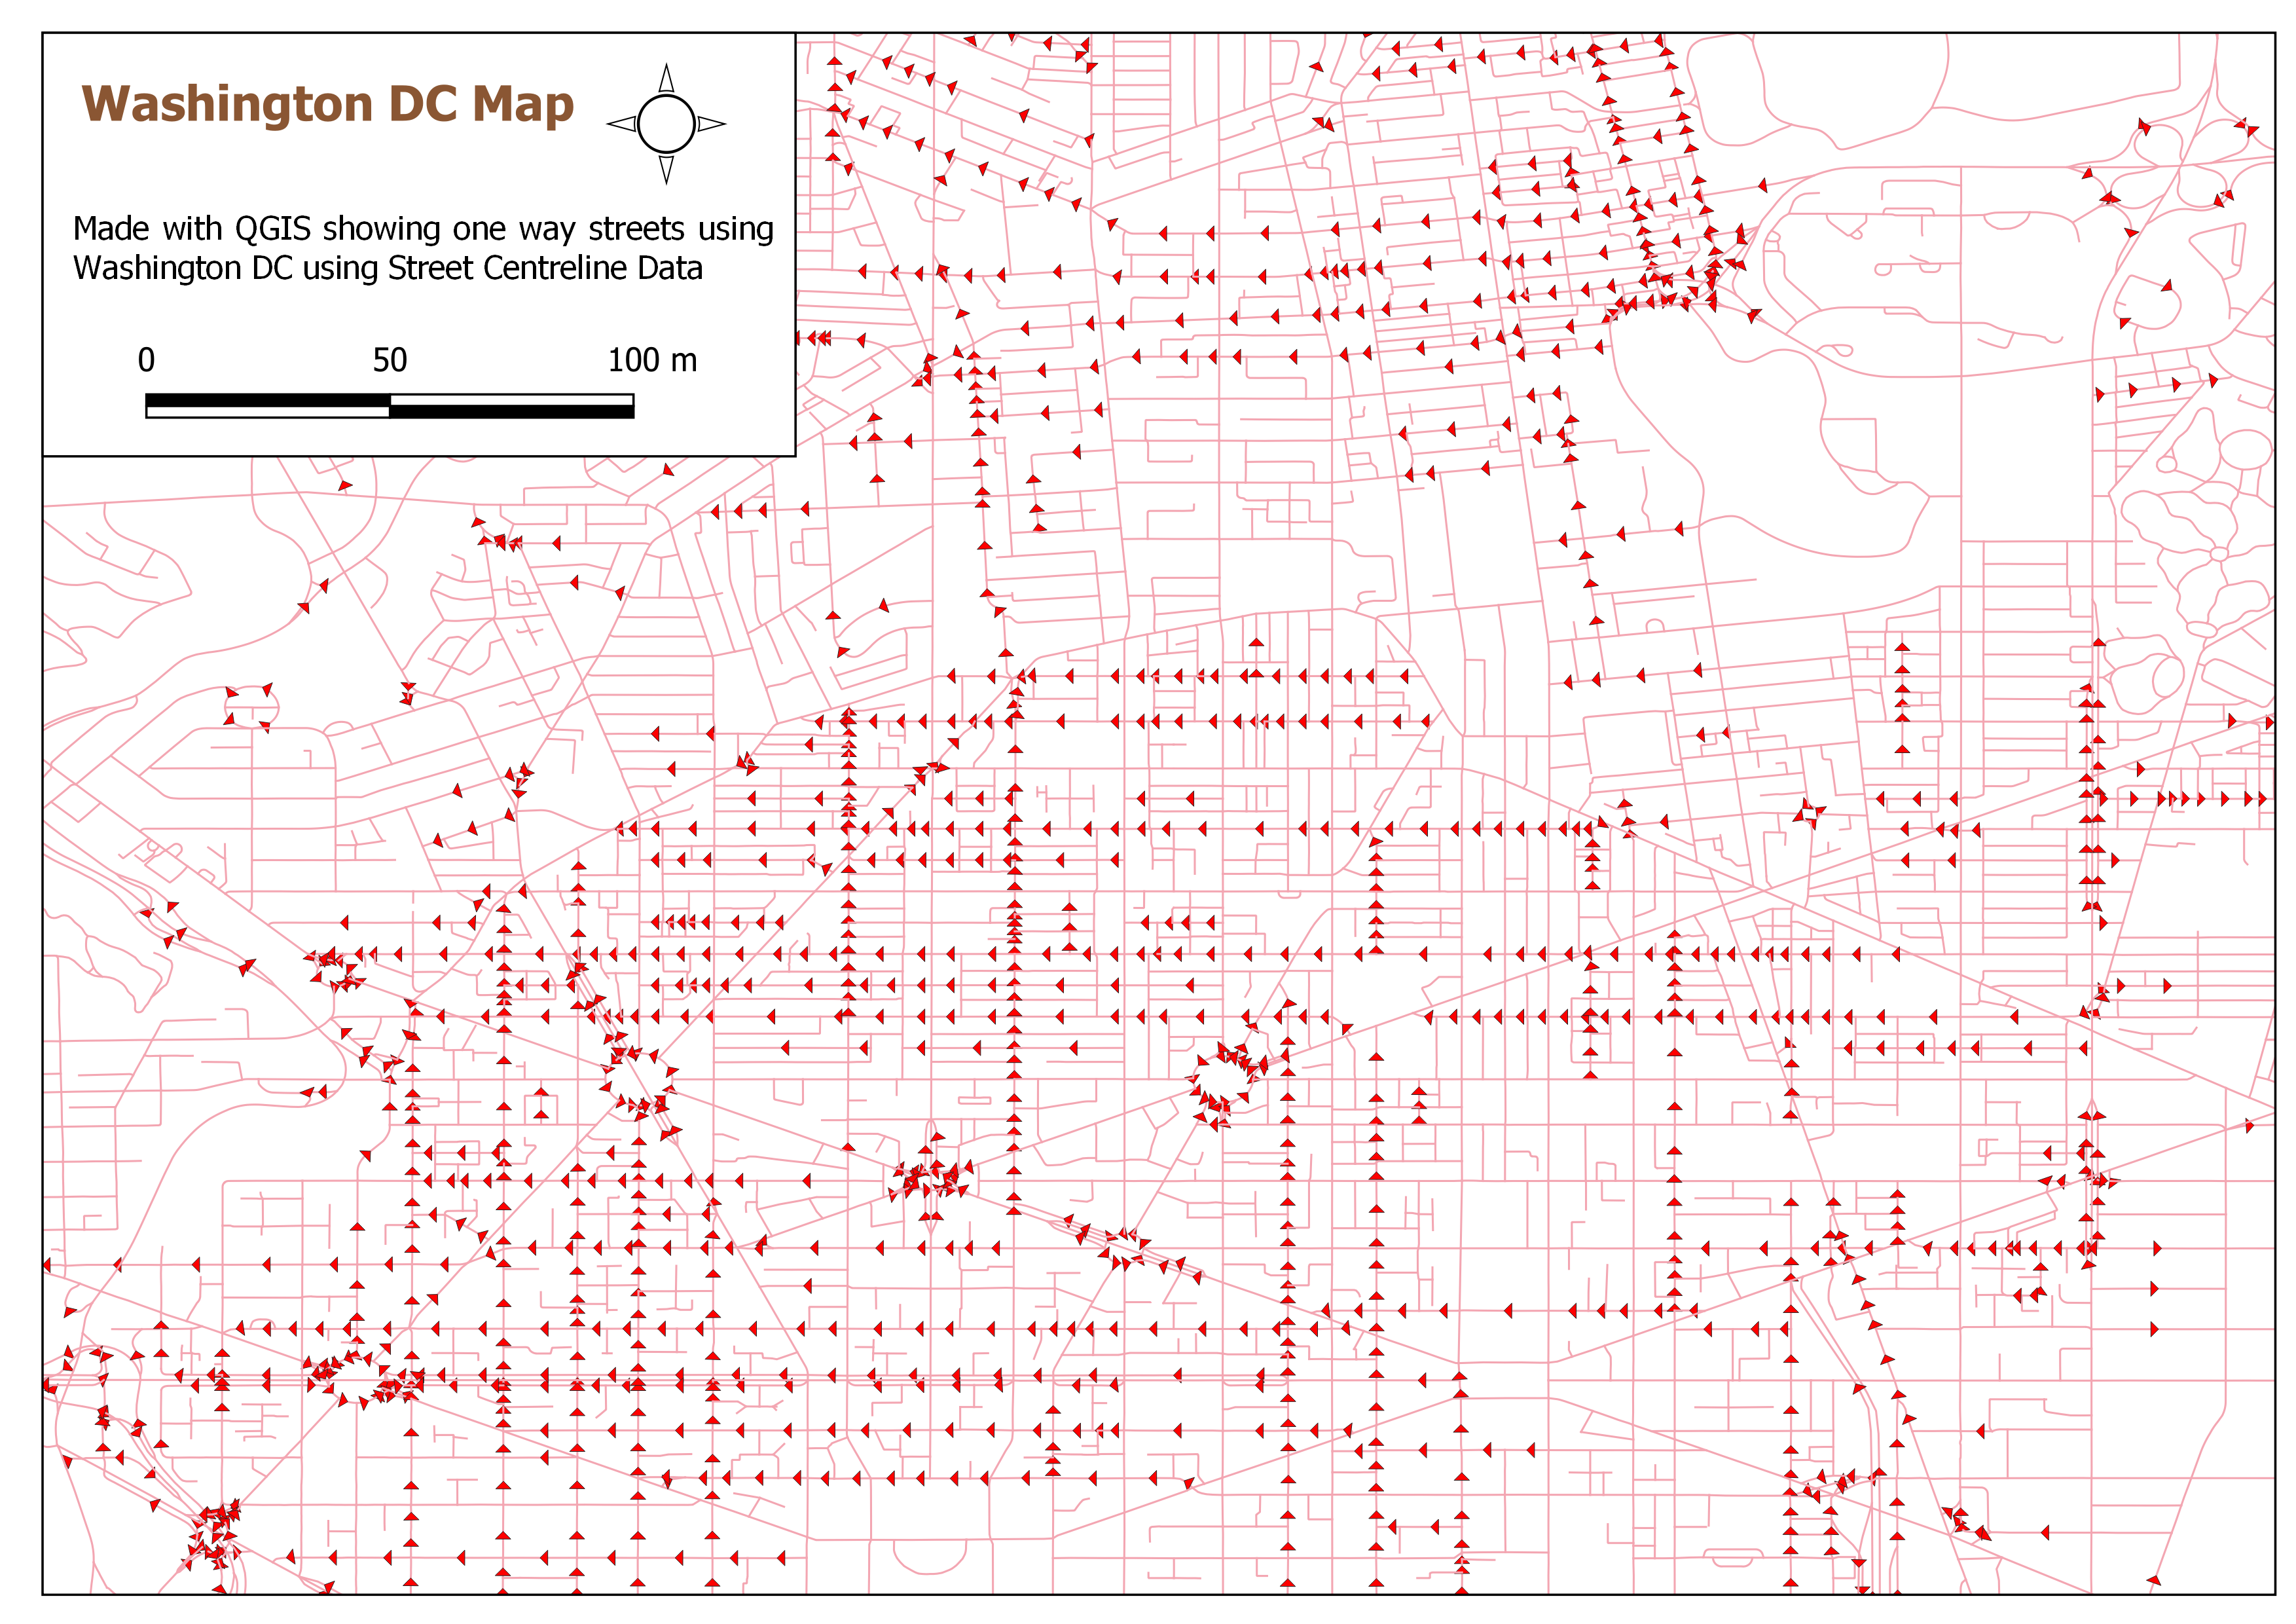 Washington DC Map
Made with QGIS showing one way streets using
Washington DC using Street Centreline Data
0 50 100 m